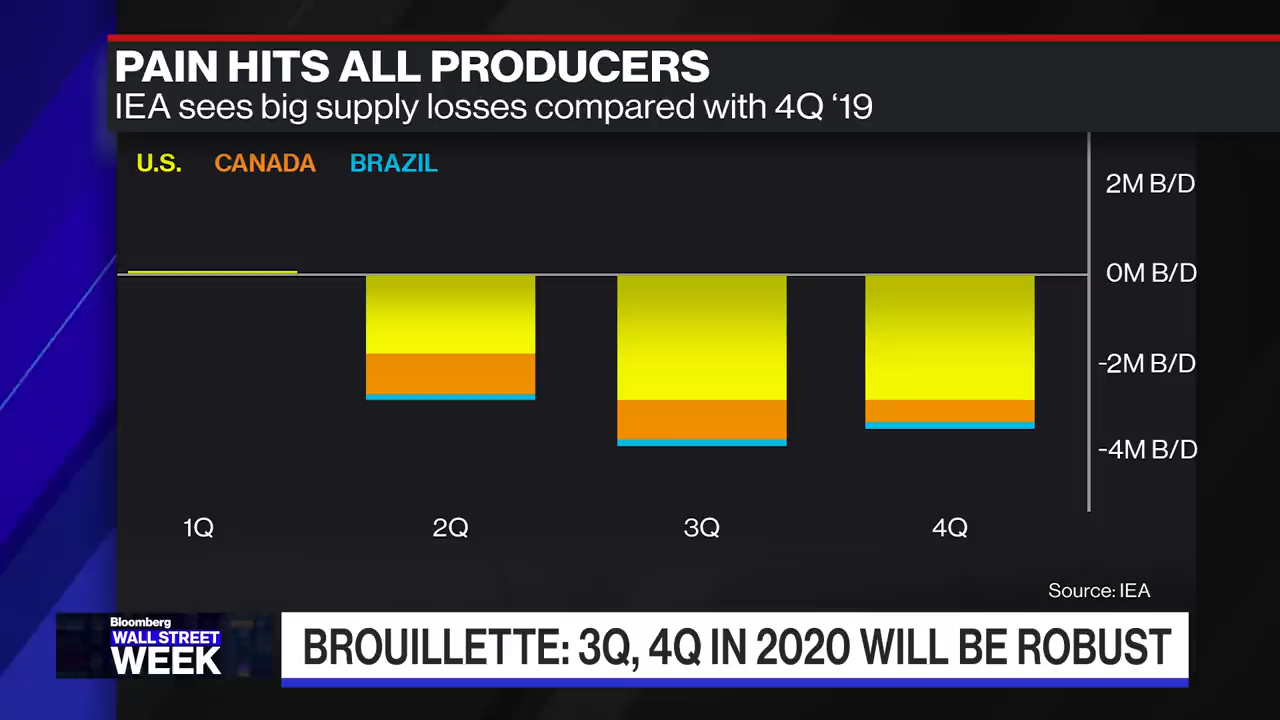 PAIN HITS ALL PRODUCERS
IEA sees big supply losses compared with 4Q ‘19
U.S. CANADA BRAZIL
2M B/D
0M B/D
-2M B/D
-4M B/D
1Q 2Q 3Q 4Q
Source: IEA
Bloomberg
WALL STREET
WEEK
BROUILLETTE: 3Q, 4Q IN 2020 WILL BE ROBUST